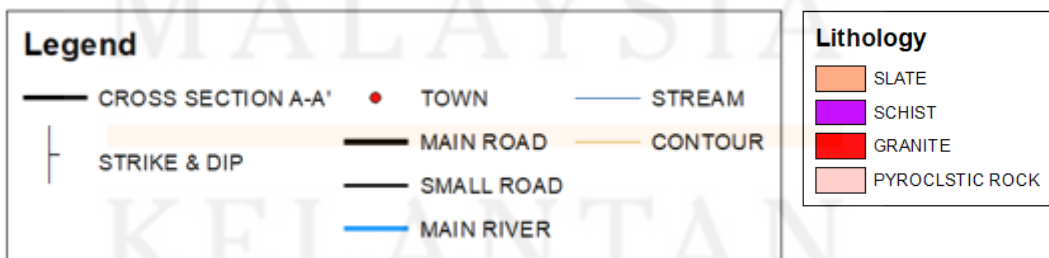 MALAYSIA
Legend
CROSS SECTION A-A'
STRIKE & DIP
TOWN
MAIN ROAD
SMALL ROAD
MAIN RIVER
STREAM
CONTOUR
Lithology
SLATE
SCHIST
GRANITE
PYROCLSTIC ROCK
KELANTAN